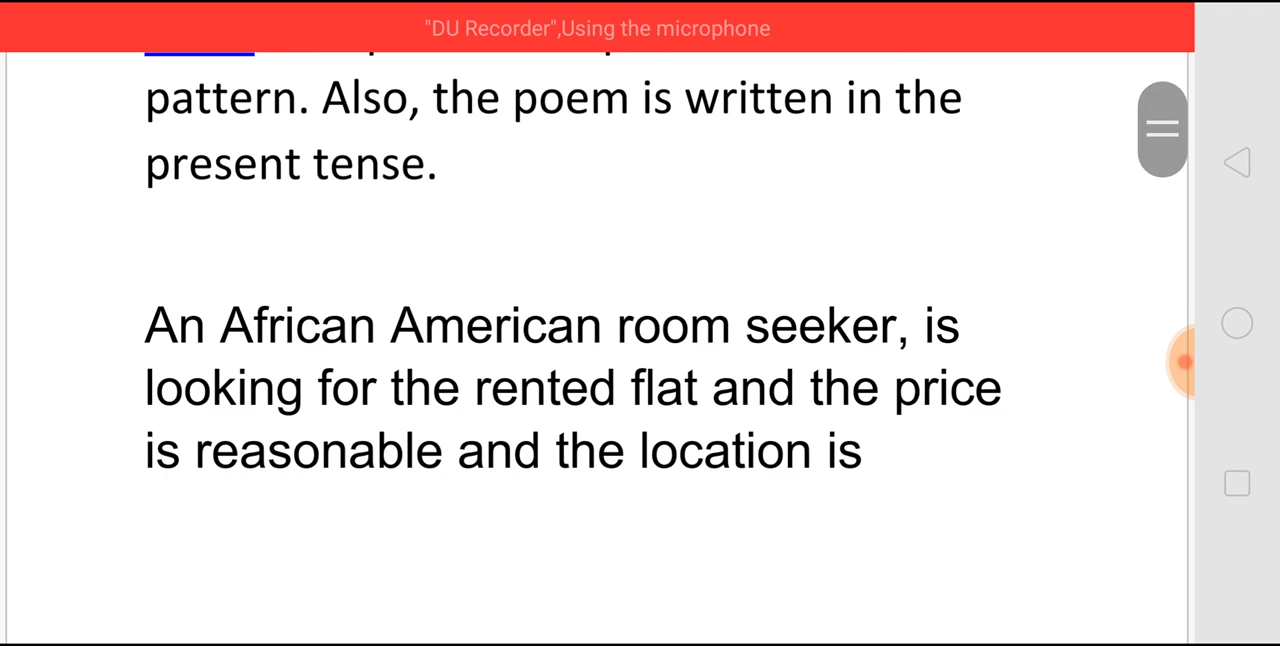 "DU Recorder",Using the microphone
pattern. Also, the poem is written in the
present tense.
An African American room seeker, is
looking for the rented flat and the price
is reasonable and the location is